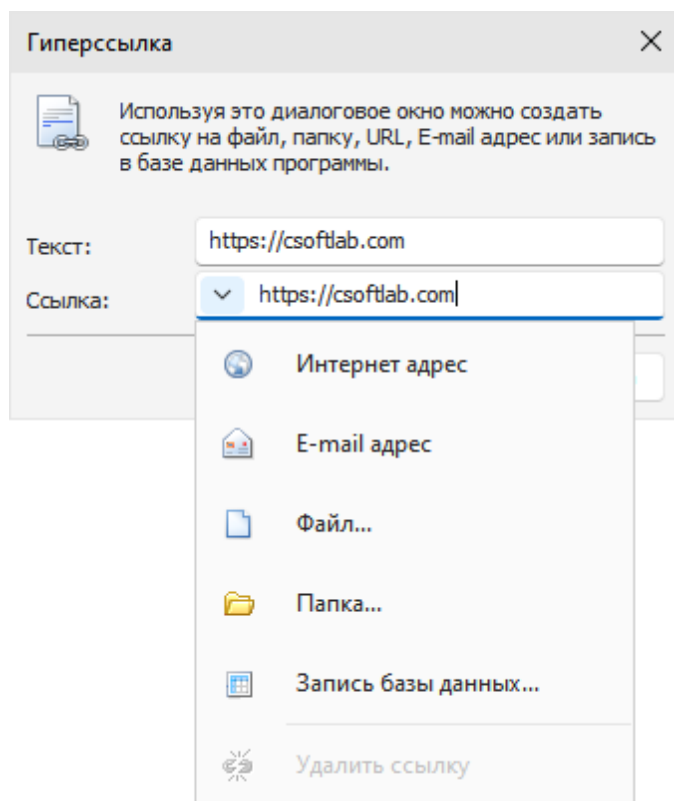 Гиперссылка
Используя это диалоговое окно можно создать
ссылку на файл, папку, URL, E-mail адрес или запись
в базе данных программы.
Текст:
https://csoftlab.com
Ссылка:
https://csoftlab.com
Интернет адрес
E-mail адрес
Файл...
Папка...
Запись базы данных...
Удалить ссылку